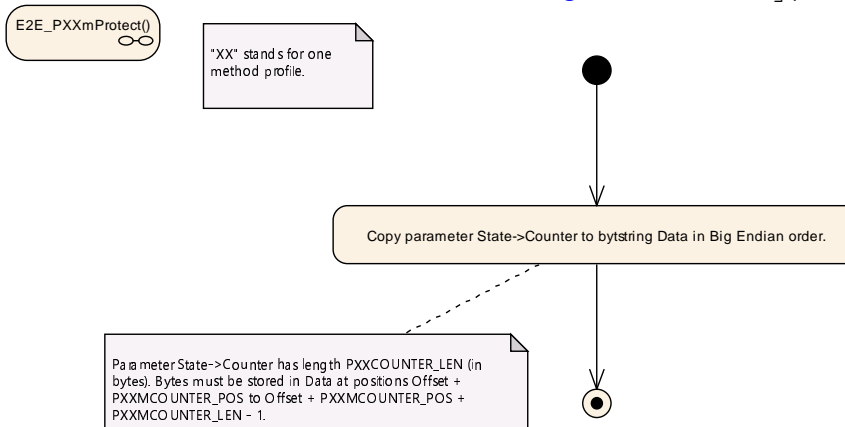 E2E_PXXmProtect()
"XX" stands for one
method profile.
Copy parameter State->Counter to bytstring Data in Big Endian order.
Parameter State->Counter has length PXXCOUNTER_LEN (in
bytes). Bytes must be stored in Data at positions Offset +
PXXMCOUNTER_POS to Offset + PXXMCOUNTER_POS +
PXXMCOUNTER_LEN - 1.